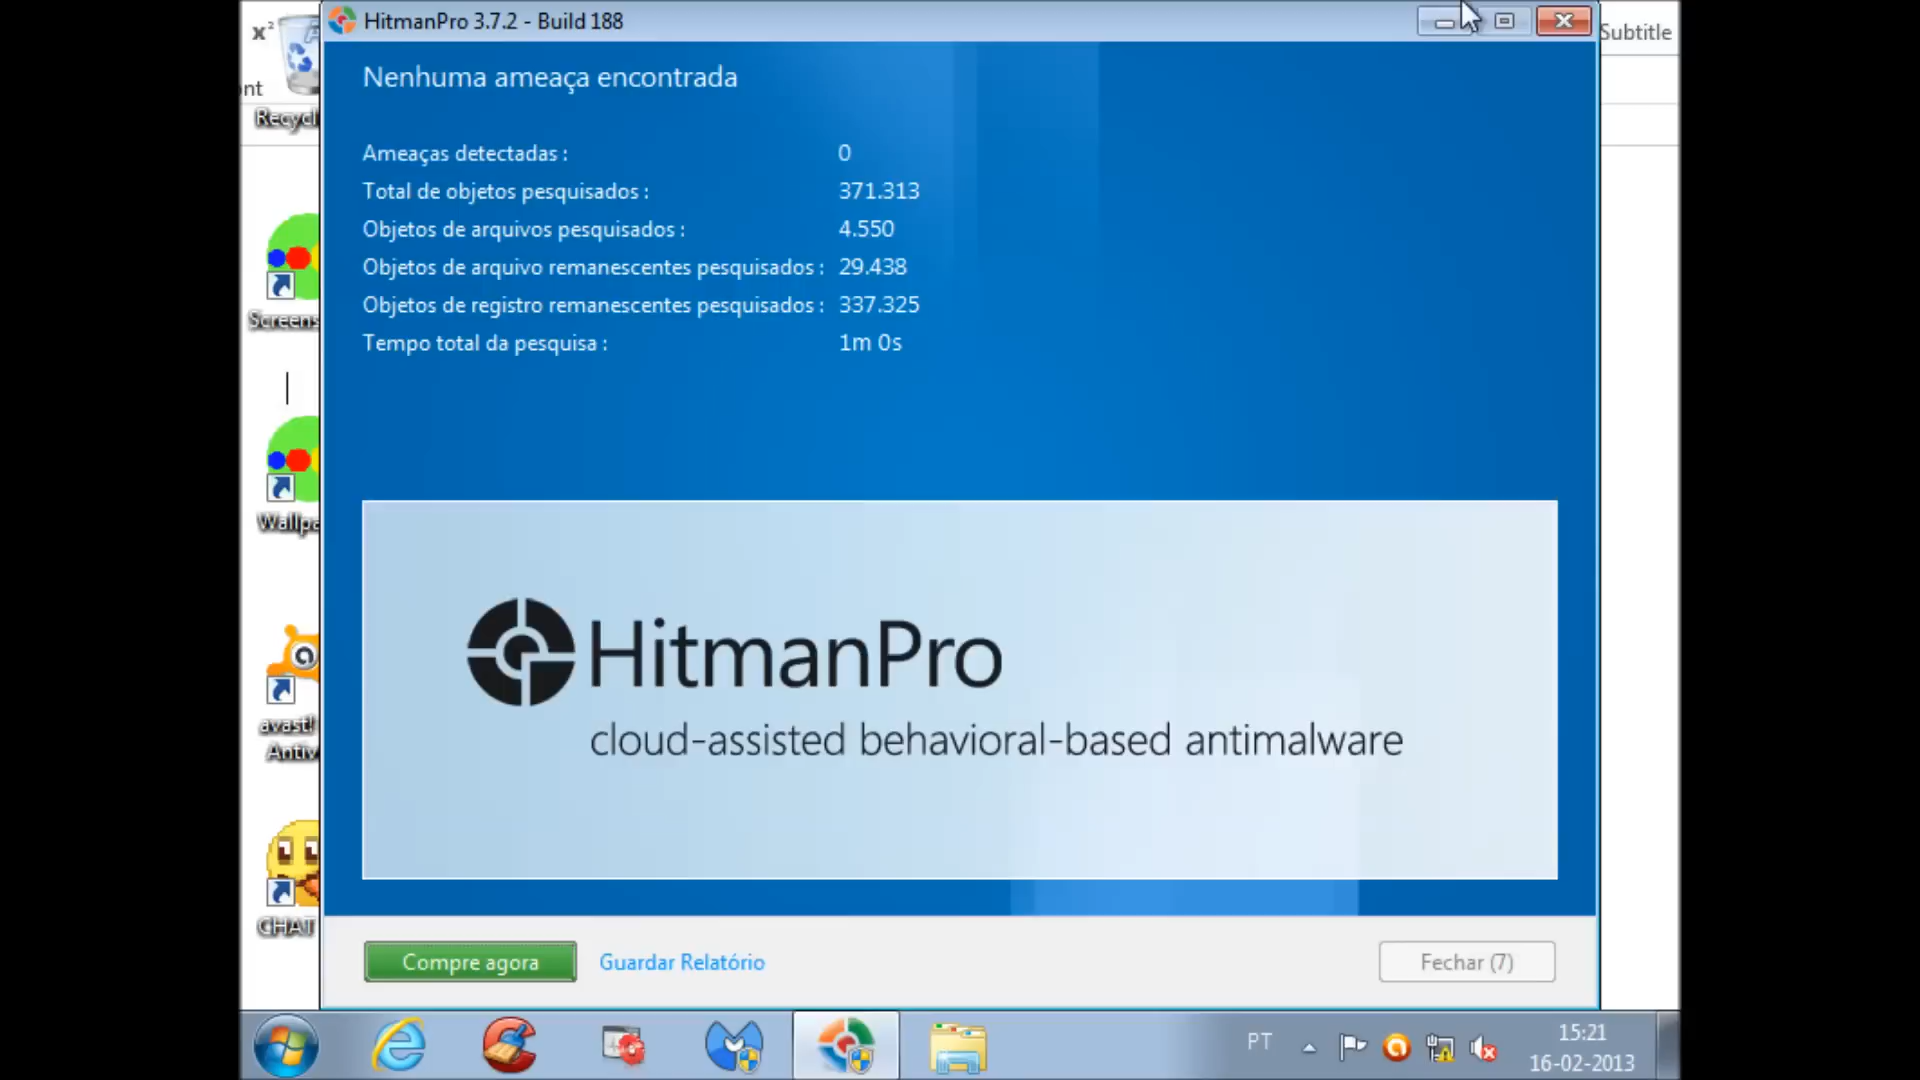 HitmanPro 3.7.2 - Build 188
Subtitle
Nenhuma ameaça encontrada
Ameaças detectadas : 0
Total de objetos pesquisados : 371.313
Objetos de arquivos pesquisados : 4.550
Objetos de arquivo remanescentes pesquisados : 29.438
Objetos de registro remanescentes pesquisados : 337.325
Tempo total da pesquisa : 1m 0s
x²
nt
Recycl
Screens
Wallpa
avast!
Antiv
CHAT
HitmanPro
cloud-assisted behavioral-based antimalware
Compre agora
Guardar Relatório
Fechar (7)
PT
15:21
16-02-2013